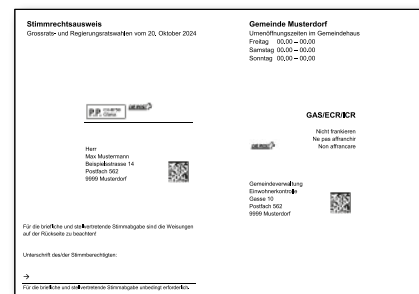 Stimmrechtsausweis
Grossrats- und Regierungsratswahlen vom 20. Oktober 2024
P.P.
Herr
Max Mustermann
Beispielstrasse 14
Postfach 562
9999 Musterdorf
Für die briefliche und stellvertretende Stimmabgabe sind die Weisungen
auf der Rückseite zu beachten!
Unterschrift des/der Stimmberechtigten:
→
Für die briefliche und stellvertretende Stimmabgabe unbedingt erforderlich.
Gemeinde Musterdorf
Urnenöffnungszeiten im Gemeindehaus
Freitag 00.00 – 00.00
Samstag 00.00 – 00.00
Sonntag 00.00 – 00.00
GAS/ECR/ICR
Nicht frankieren
Ne pas affranchir
Non affrancare
Gemeindeverwaltung
Einwohnerkontrolle
Gasse 10
Postfach 562
9999 Musterdorf